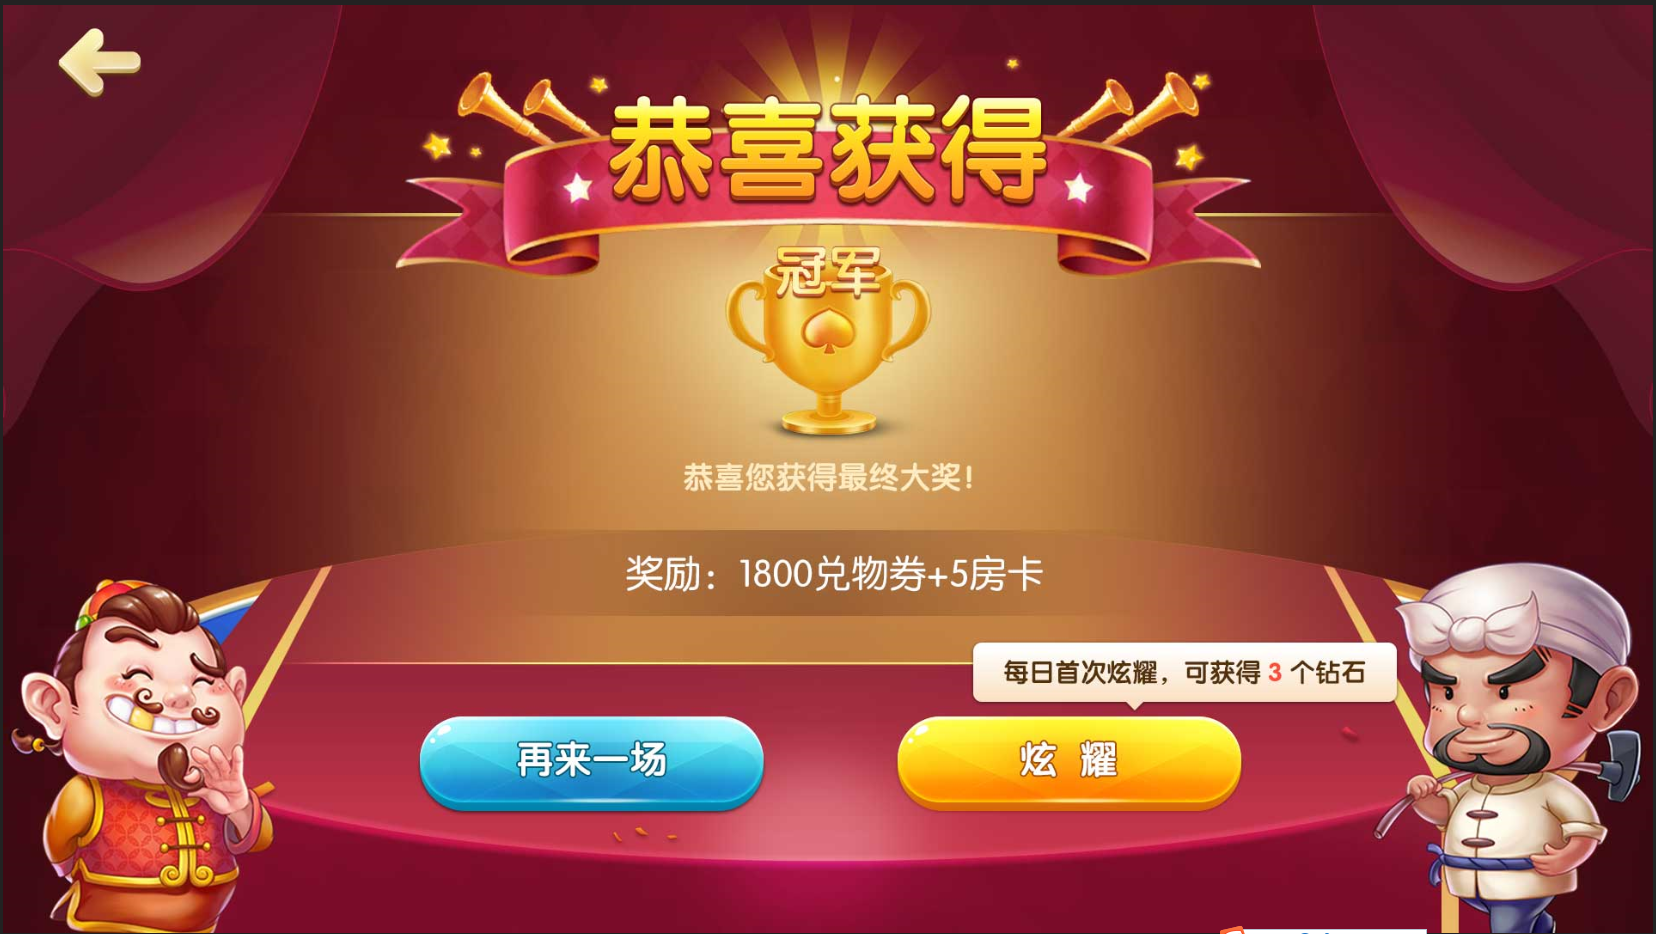 恭喜获得
冠军
恭喜您获得最终大奖!
奖励：1800兑物券+5房卡
每日首次炫耀，可获得 3 个钻石
再来一场
炫 耀